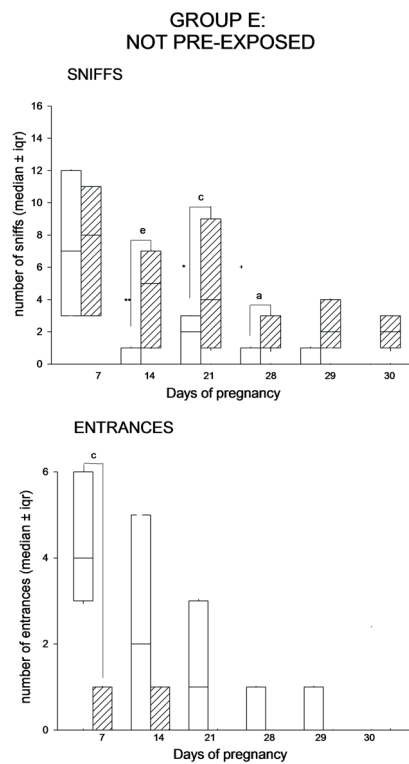 GROUP E:
NOT PRE-EXPOSED
SNIFFS
number of sniffs (median ± iqr)
16
14
12
10
8
6
4
2
0
e
c
a
**
*
+
7 14 21 28 29 30
Days of pregnancy
ENTRANCES
number of entrances (median ± iqr)
6
4
2
0
c
7 14 21 28 29 30
Days of pregnancy